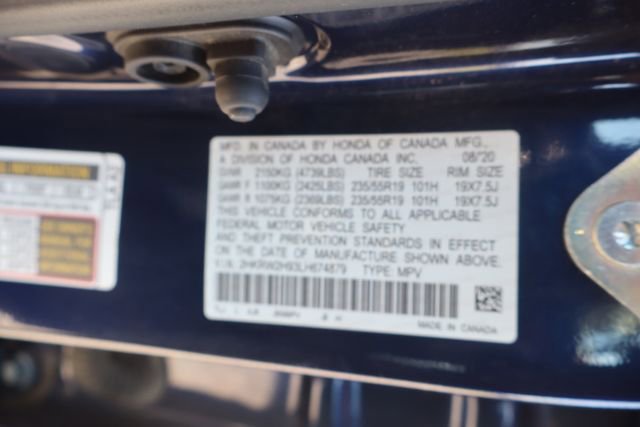 MFG. IN CANADA BY HONDA OF CANADA MFG.,
A DIVISION OF HONDA CANADA INC. 08/'20
GVWR 2150KG (4739LBS) TIRE SIZE RIM SIZE
GAWR F 1100KG (2425LBS) 235/55R19 101H 19X7.5J
GAWR R 1075KG (2369LBS) 235/55R19 101H 19X7.5J
THIS VEHICLE CONFORMS TO ALL APPLICABLE
FEDERAL MOTOR VEHICLE SAFETY
AND THEFT PREVENTION STANDARDS IN EFFECT
ON THE DATE OF MANUFACTURE SHOWN ABOVE.
V.I.N. 2HKRW2H93LH674879 TYPE: MPV
MADE IN CANADA
INFORMATION